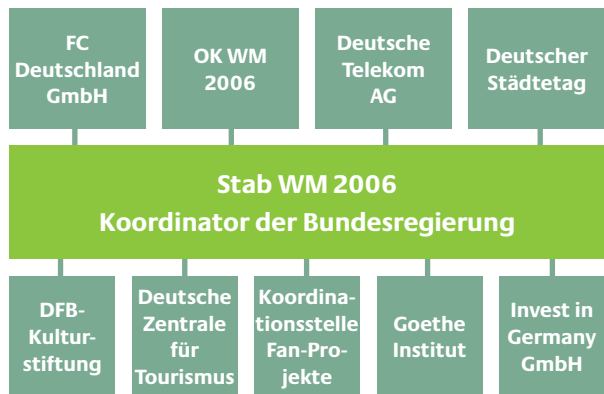 FC
Deutschland
GmbH
OK WM
2006
Deutsche
Telekom
AG
Deutscher
Städtetag
Stab WM 2006
Koordinator der Bundesregierung
DFB-
Kultur-
stiftung
Deutsche
Zentrale
für
Tourismus
Koordina-
tionsstelle
Fan-Pro-
jekte
Goethe
Institut
Invest in
Germany
GmbH